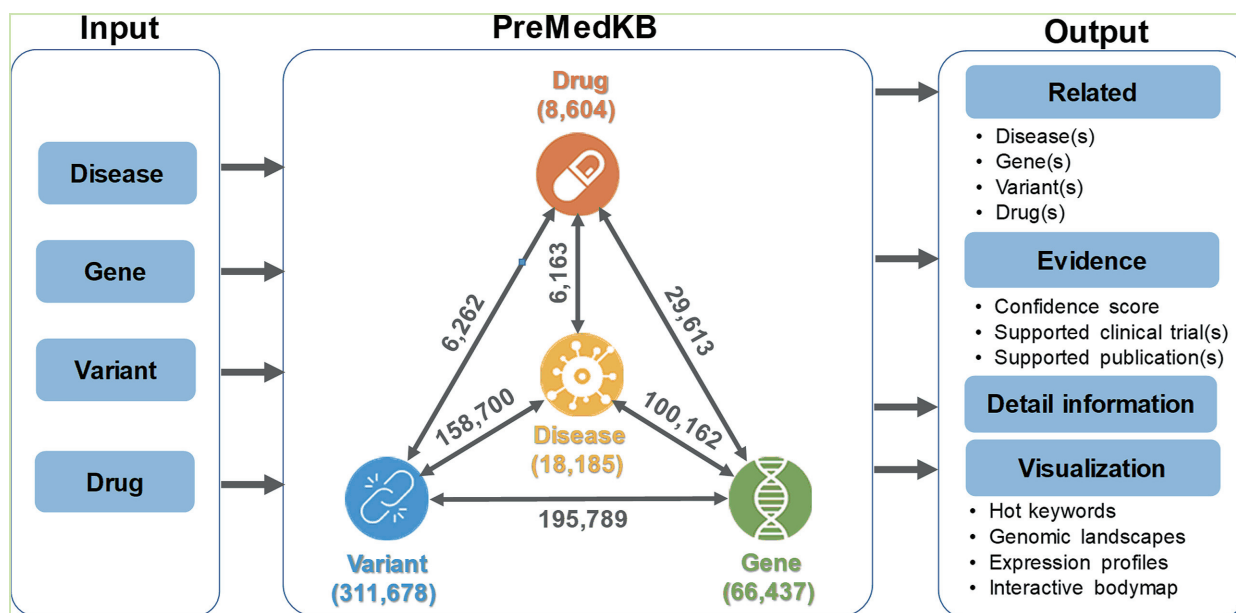 Input
Disease
Gene
Variant
Drug
PreMedKB
Drug
(8,604)
6,262
6,163
29,613
158,700
100,162
Disease
(18,185)
195,789
Variant
(311,678)
Gene
(66,437)
Output
Related
• Disease(s)
• Gene(s)
• Variant(s)
• Drug(s)
Evidence
• Confidence score
• Supported clinical trial(s)
• Supported publication(s)
Detail information
Visualization
• Hot keywords
• Genomic landscapes
• Expression profiles
• Interactive bodymap